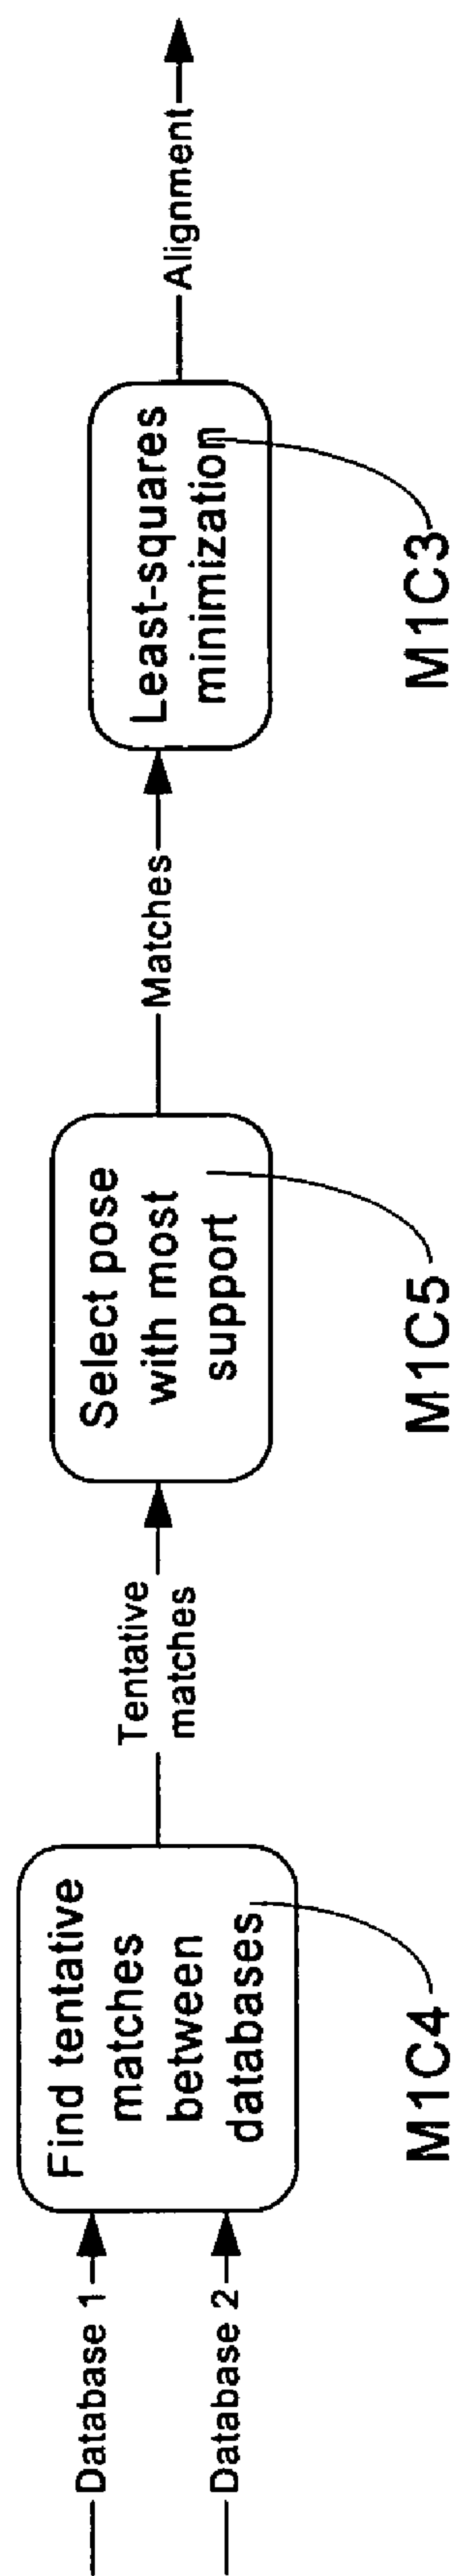 Database 1
Database 2
Find tentative
matches
between
databases
M1C4
Tentative
matches
Select pose
with most
support
M1C5
Matches
Least-squares
minimization
M1C3
Alignment